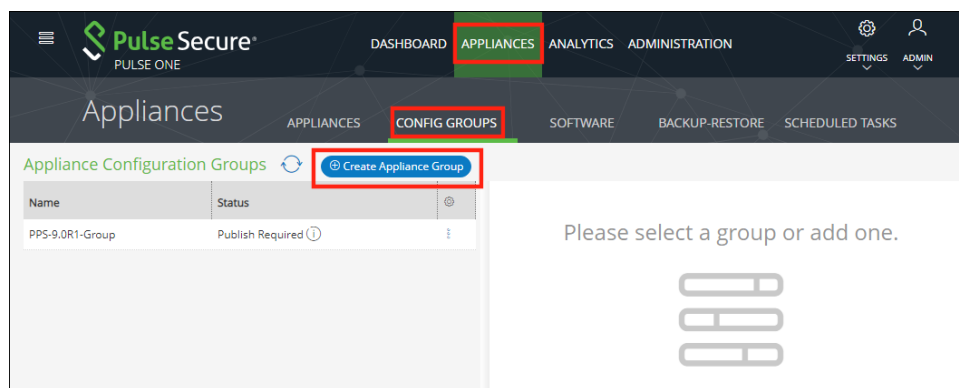 Pulse Secure®
PULSE ONE
DASHBOARD APPLIANCES ANALYTICS ADMINISTRATION
SETTINGS ADMIN
Appliances
APPLIANCES CONFIG GROUPS SOFTWARE BACKUP-RESTORE SCHEDULED TASKS
Appliance Configuration Groups Create Appliance Group
Name Status
PPS-9.0R1-Group Publish Required
Please select a group or add one.